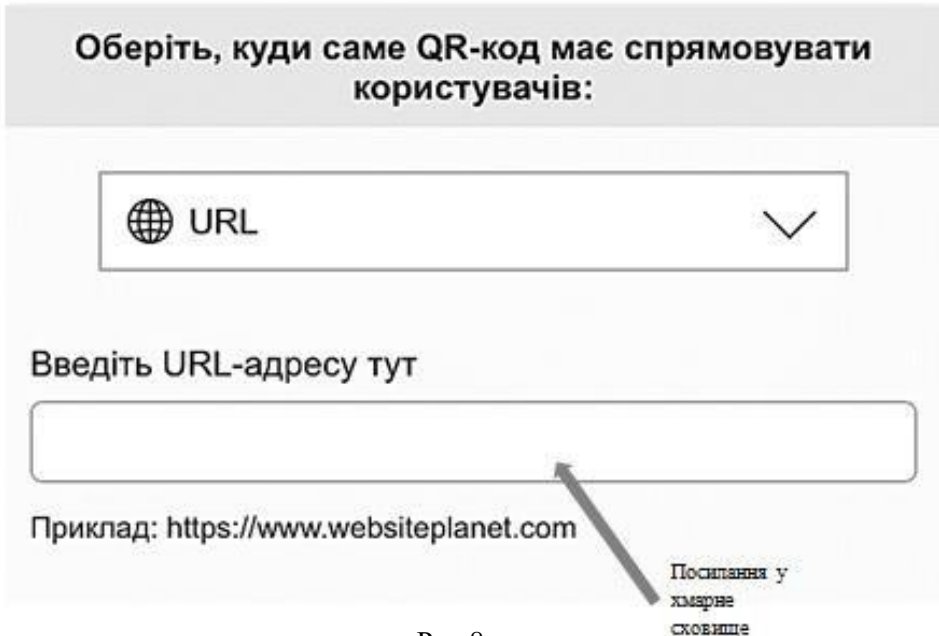 Оберіть, куди саме QR-код має спрямовувати
користувачів:
URL
Введіть URL-адресу тут
Приклад: https://www.websiteplanet.com
Посилання у
хмарне
сховище